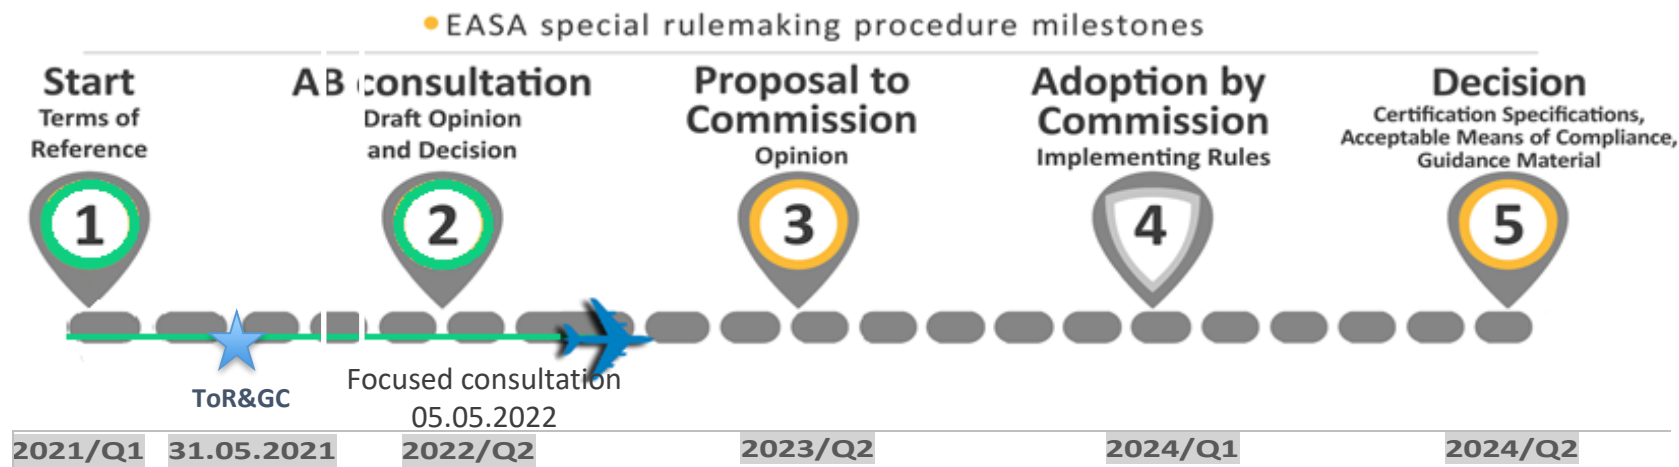 EASA special rulemaking procedure milestones
Start
Terms of
Reference
1
AB consultation
Draft Opinion
and Decision
2
Proposal to
Commission
Opinion
3
Adoption by
Commission
Implementing Rules
4
Decision
Certification Specifications,
Acceptable Means of Compliance,
Guidance Material
5
ToR&GC
Focused consultation
05.05.2022
2021/Q1
31.05.2021
2022/Q2
2023/Q2
2024/Q1
2024/Q2